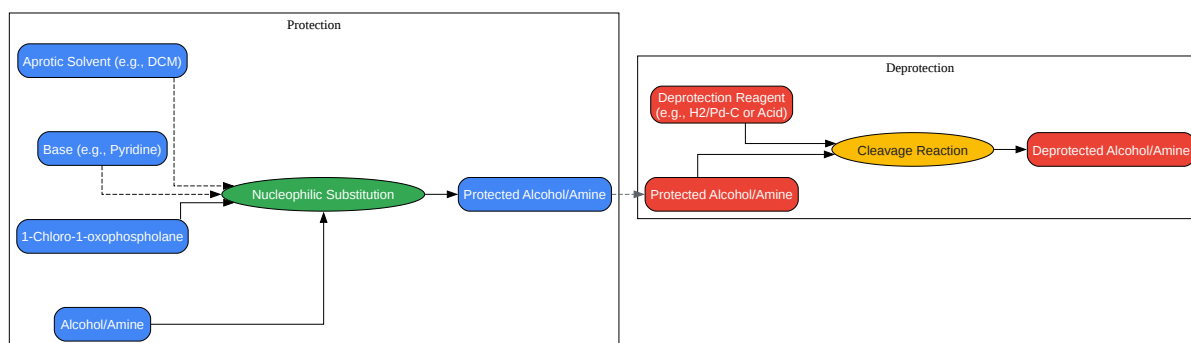 Protection
Aprotic Solvent (e.g., DCM)
Base (e.g., Pyridine)
Nucleophilic Substitution
Protected Alcohol/Amine
1-Chloro-1-oxophospholane
Alcohol/Amine
Deprotection
Deprotection Reagent
(e.g., H2/Pd-C or Acid)
Cleavage Reaction
Deprotected Alcohol/Amine
Protected Alcohol/Amine